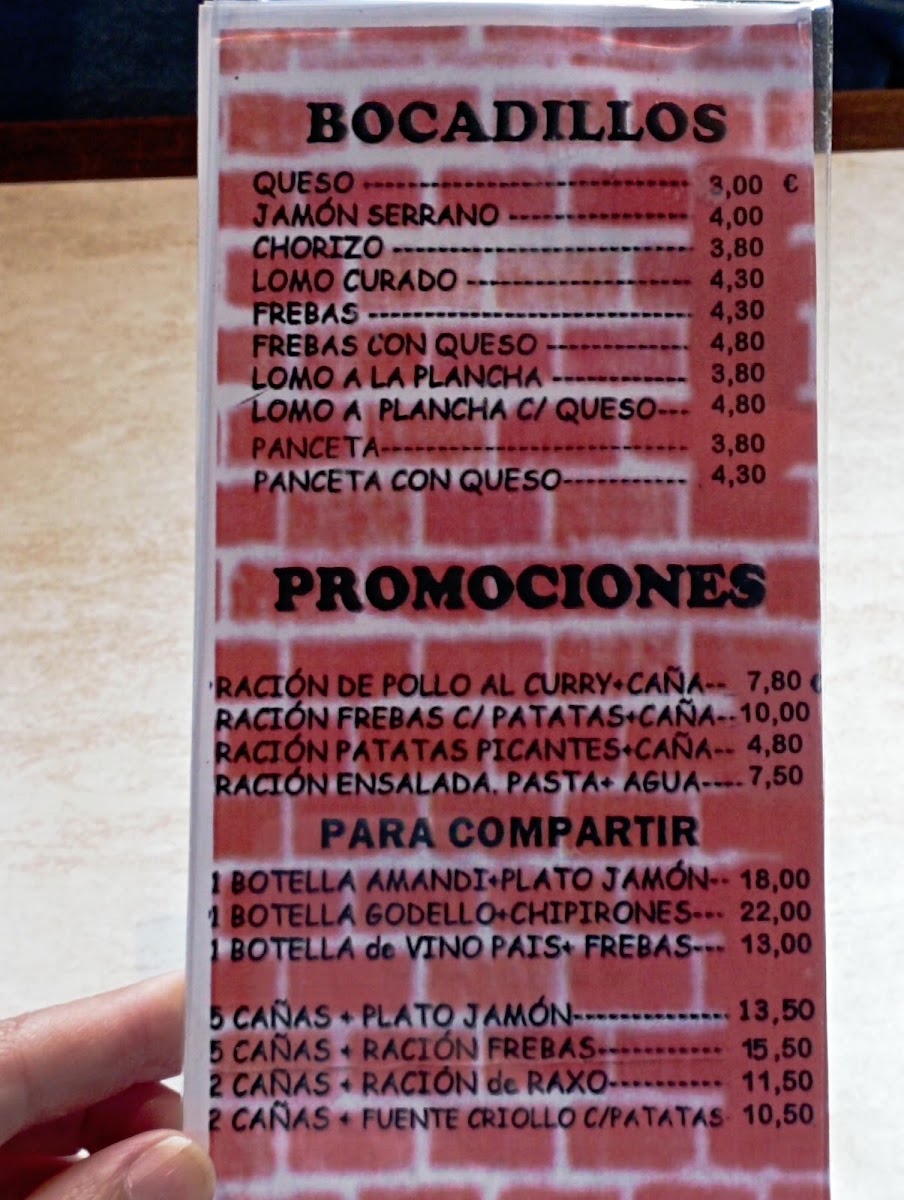 BOCADILLOS
QUESO ------------------------------ 3,00 €
JAMÓN SERRANO ---------------- 4,00
CHORIZO --------------------------- 3,80
LOMO CURADO -------------------- 4,30
FREBAS ----------------------------- 4,30
FREBAS CON QUESO ------------ 4,80
LOMO A LA PLANCHA ------------ 3,80
LOMO A PLANCHA C/ QUESO--- 4,80
PANCETA--------------------------- 3,80
PANCETA CON QUESO----------- 4,30
PROMOCIONES
RACIÓN DE POLLO AL CURRY+CAÑA-- 7,80 €
RACIÓN FREBAS C/ PATATAS+CAÑA--10,00
RACIÓN PATATAS PICANTES+CAÑA-- 4,80
RACIÓN ENSALADA. PASTA+ AGUA---- 7,50
PARA COMPARTIR
1 BOTELLA AMANDI+PLATO JAMÓN-- 18,00
1 BOTELLA GODELLO+CHIPIRONES--- 22,00
1 BOTELLA de VINO PAIS+ FREBAS--- 13,00
5 CAÑAS + PLATO JAMÓN-------------- 13,50
5 CAÑAS + RACIÓN FREBAS----------- 15,50
2 CAÑAS + RACIÓN de RAXO---------- 11,50
2 CAÑAS + FUENTE CRIOLLO C/PATATAS- 10,50